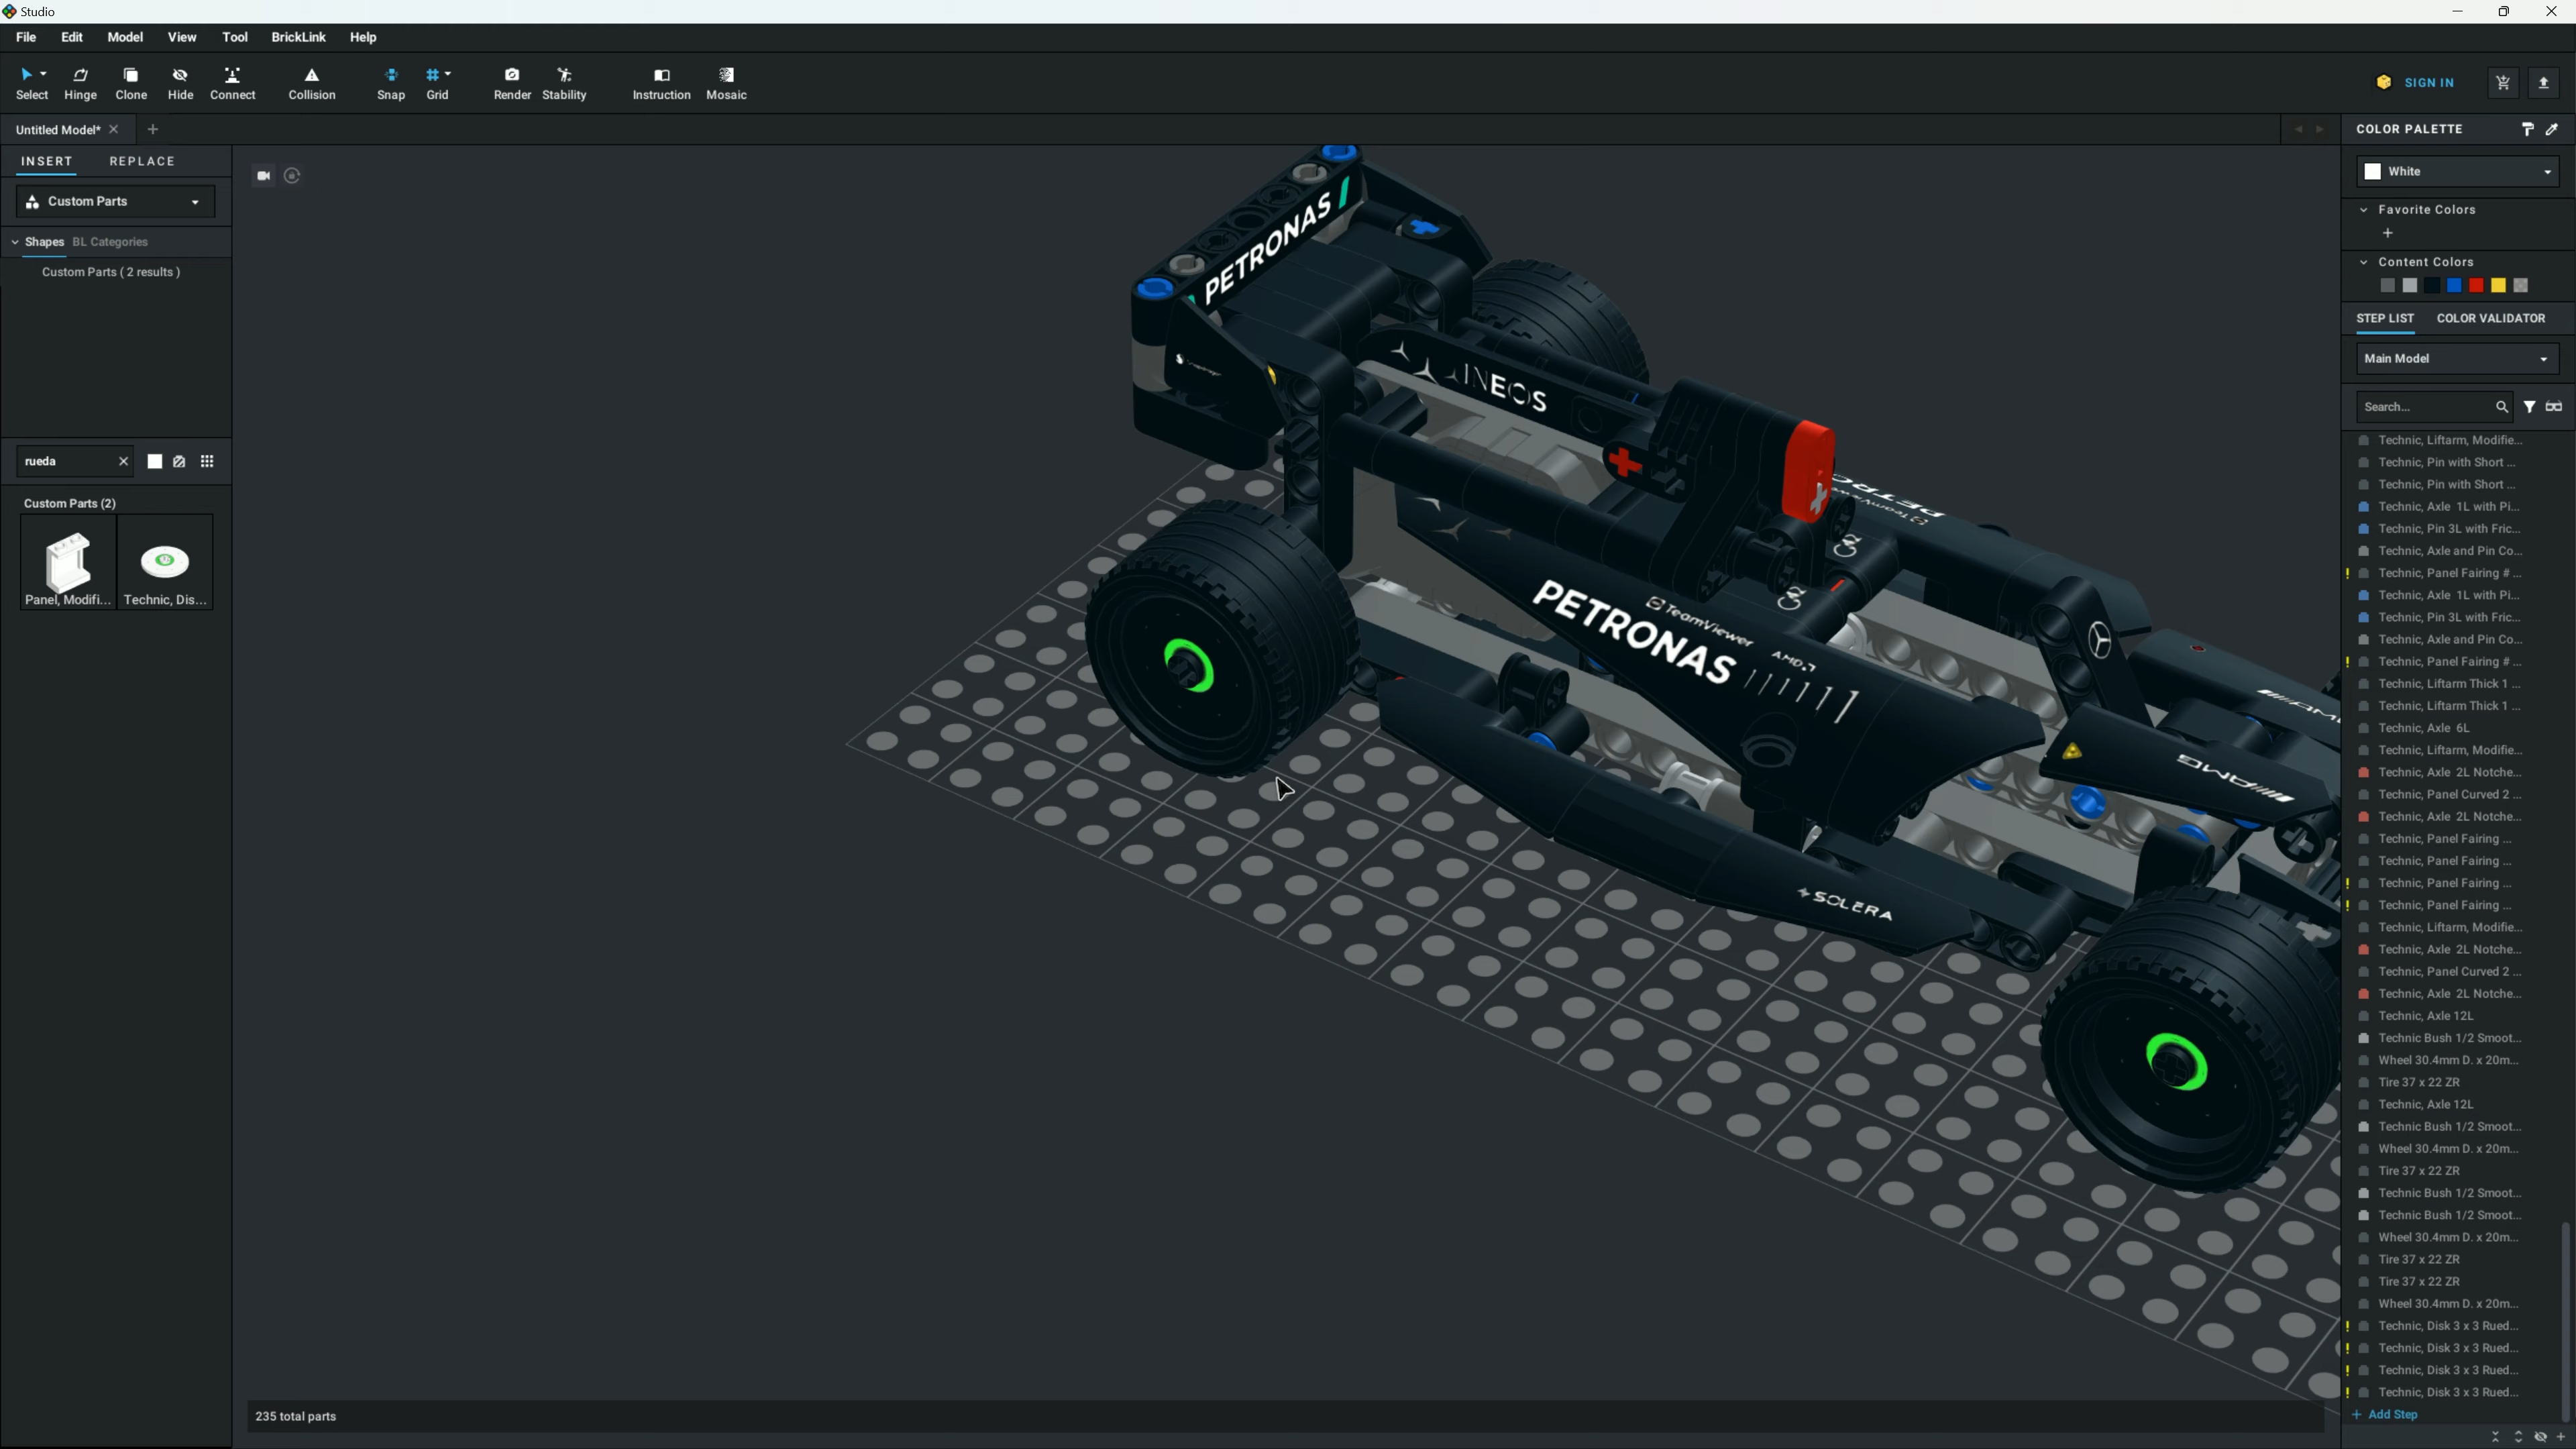 Studio
File Edit Model View Tool BrickLink Help
Select Hinge Clone Hide Connect Collision Snap Grid Render Stability Instruction Mosaic
SIGN IN
Untitled Model*
INSERT REPLACE
Custom Parts
Shapes BL Categories
Custom Parts ( 2 results )
rueda
Custom Parts (2)
Panel, Modifi... Technic, Dis...
PETRONAS
INEOS
PETRONAS
TeamViewer
AMD
SOLERA
AMG
AMG
235 total parts
COLOR PALETTE
White
Favorite Colors
Content Colors
STEP LIST COLOR VALIDATOR
Main Model
Search...
Technic, Liftarm, Modifie...
Technic, Pin with Short ...
Technic, Pin with Short ...
Technic, Axle 1L with Pi...
Technic, Pin 3L with Fric...
Technic, Axle and Pin Co...
! Technic, Panel Fairing # ...
Technic, Axle 1L with Pi...
Technic, Pin 3L with Fric...
Technic, Axle and Pin Co...
! Technic, Panel Fairing # ...
Technic, Liftarm Thick 1 ...
Technic, Liftarm Thick 1 ...
Technic, Axle 6L
Technic, Liftarm, Modifie...
Technic, Axle 2L Notche...
Technic, Panel Curved 2 ...
Technic, Axle 2L Notche...
Technic, Panel Fairing ...
Technic, Panel Fairing ...
! Technic, Panel Fairing ...
! Technic, Panel Fairing ...
Technic, Liftarm, Modifie...
Technic, Axle 2L Notche...
Technic, Panel Curved 2 ...
Technic, Axle 2L Notche...
Technic, Axle 12L
Technic Bush 1/2 Smoot...
Wheel 30.4mm D. x 20m...
Tire 37 x 22 ZR
Technic, Axle 12L
Technic Bush 1/2 Smoot...
Wheel 30.4mm D. x 20m...
Tire 37 x 22 ZR
Technic Bush 1/2 Smoot...
Technic Bush 1/2 Smoot...
Wheel 30.4mm D. x 20m...
Tire 37 x 22 ZR
Tire 37 x 22 ZR
Wheel 30.4mm D. x 20m...
! Technic, Disk 3 x 3 Rued...
! Technic, Disk 3 x 3 Rued...
! Technic, Disk 3 x 3 Rued...
! Technic, Disk 3 x 3 Rued...
+ Add Step